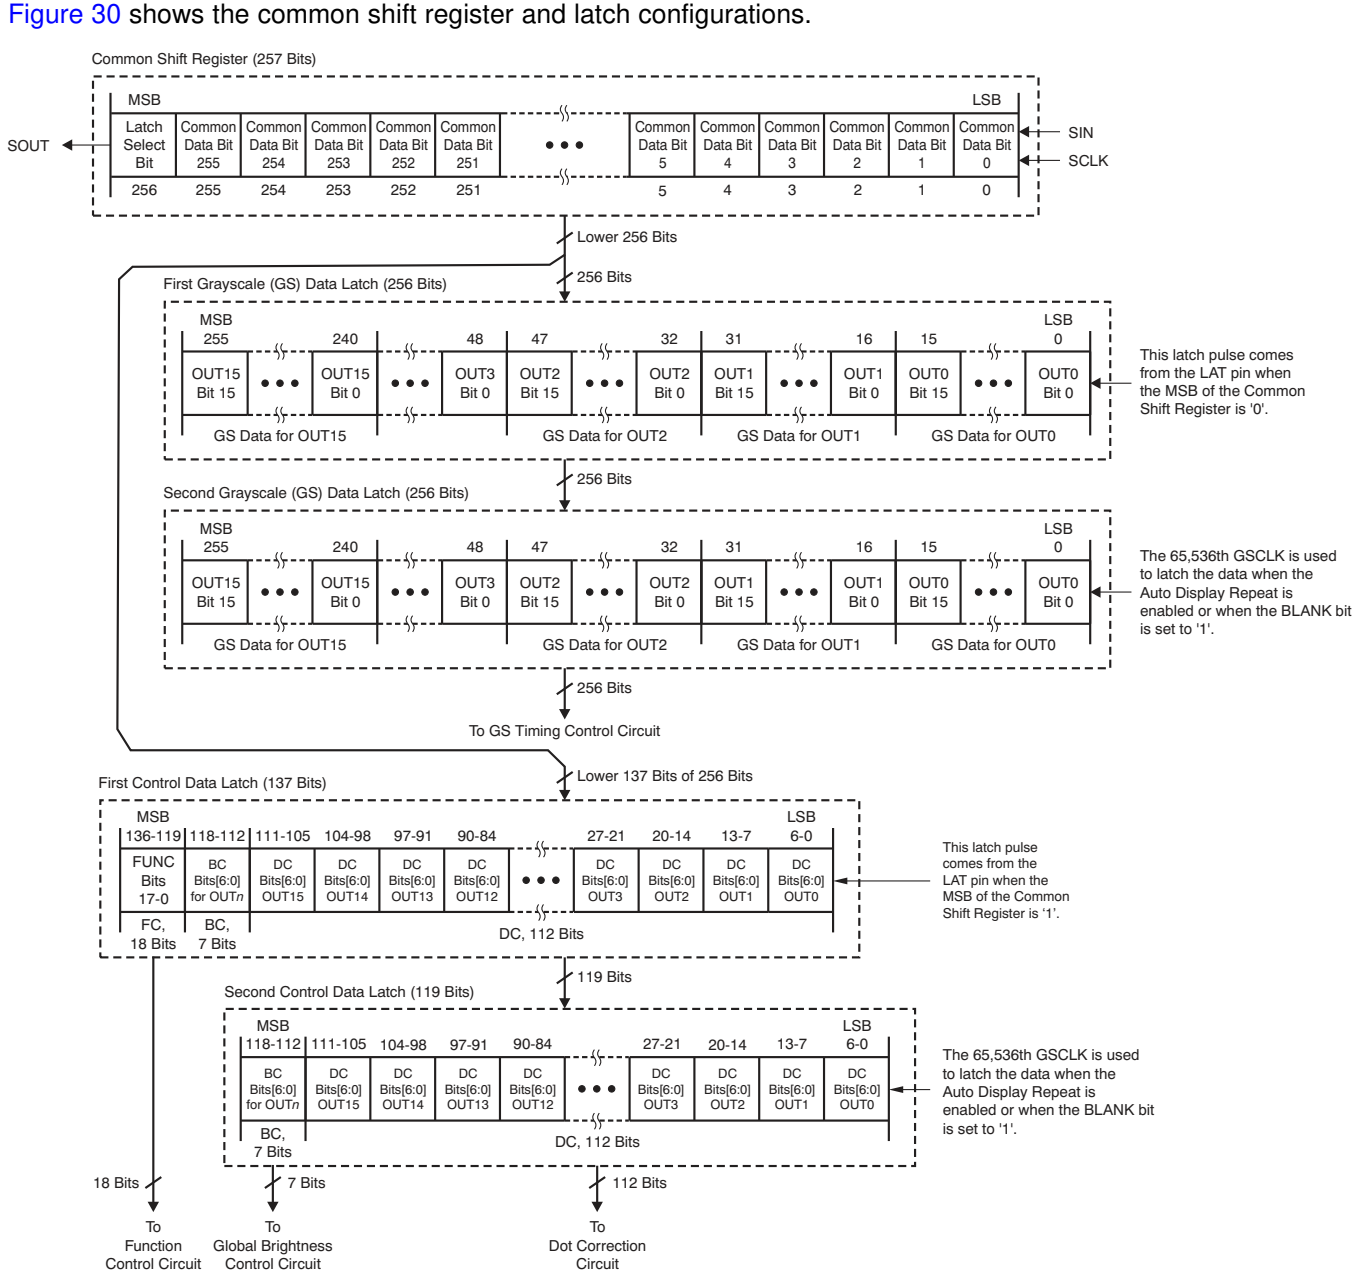 Figure 30 shows the common shift register and latch configurations.
Common Shift Register (257 Bits)
MSB LSB
SOUT
Latch Select Bit
Common Data Bit 255
Common Data Bit 254
Common Data Bit 253
Common Data Bit 252
Common Data Bit 251
Common Data Bit 5
Common Data Bit 4
Common Data Bit 3
Common Data Bit 2
Common Data Bit 1
Common Data Bit 0
SIN
SCLK
256 255 254 253 252 251 5 4 3 2 1 0
Lower 256 Bits
256 Bits
First Grayscale (GS) Data Latch (256 Bits)
MSB LSB
255 240 48 47 32 31 16 15 0
OUT15 OUT15 OUT3 OUT2 OUT2 OUT1 OUT1 OUT0 OUT0
Bit 15 Bit 0 Bit 0 Bit 15 Bit 0 Bit 15 Bit 0 Bit 15 Bit 0
GS Data for OUT15 GS Data for OUT2 GS Data for OUT1 GS Data for OUT0
This latch pulse comes
from the LAT pin when
the MSB of the Common
Shift Register is '0'.
256 Bits
Second Grayscale (GS) Data Latch (256 Bits)
MSB LSB
255 240 48 47 32 31 16 15 0
OUT15 OUT15 OUT3 OUT2 OUT2 OUT1 OUT1 OUT0 OUT0
Bit 15 Bit 0 Bit 0 Bit 15 Bit 0 Bit 15 Bit 0 Bit 15 Bit 0
GS Data for OUT15 GS Data for OUT2 GS Data for OUT1 GS Data for OUT0
The 65,536th GSCLK is used
to latch the data when the
Auto Display Repeat is
enabled or when the BLANK bit
is set to '1'.
256 Bits
To GS Timing Control Circuit
Lower 137 Bits of 256 Bits
First Control Data Latch (137 Bits)
MSB LSB
136-119 118-112 111-105 104-98 97-91 90-84 27-21 20-14 13-7 6-0
FUNC Bits 17-0
BC Bits[6:0] for OUTn
DC Bits[6:0] OUT15
DC Bits[6:0] OUT14
DC Bits[6:0] OUT13
DC Bits[6:0] OUT12
DC Bits[6:0] OUT3
DC Bits[6:0] OUT2
DC Bits[6:0] OUT1
DC Bits[6:0] OUT0
FC, 18 Bits
BC, 7 Bits
DC, 112 Bits
This latch pulse
comes from the
LAT pin when the
MSB of the Common
Shift Register is '1'.
119 Bits
Second Control Data Latch (119 Bits)
MSB LSB
118-112 111-105 104-98 97-91 90-84 27-21 20-14 13-7 6-0
BC Bits[6:0] for OUTn
DC Bits[6:0] OUT15
DC Bits[6:0] OUT14
DC Bits[6:0] OUT13
DC Bits[6:0] OUT12
DC Bits[6:0] OUT3
DC Bits[6:0] OUT2
DC Bits[6:0] OUT1
DC Bits[6:0] OUT0
BC, 7 Bits
DC, 112 Bits
The 65,536th GSCLK is used
to latch the data when the
Auto Display Repeat is
enabled or when the BLANK bit
is set to '1'.
18 Bits 7 Bits 112 Bits
To Function Control Circuit
To Global Brightness Control Circuit
To Dot Correction Circuit